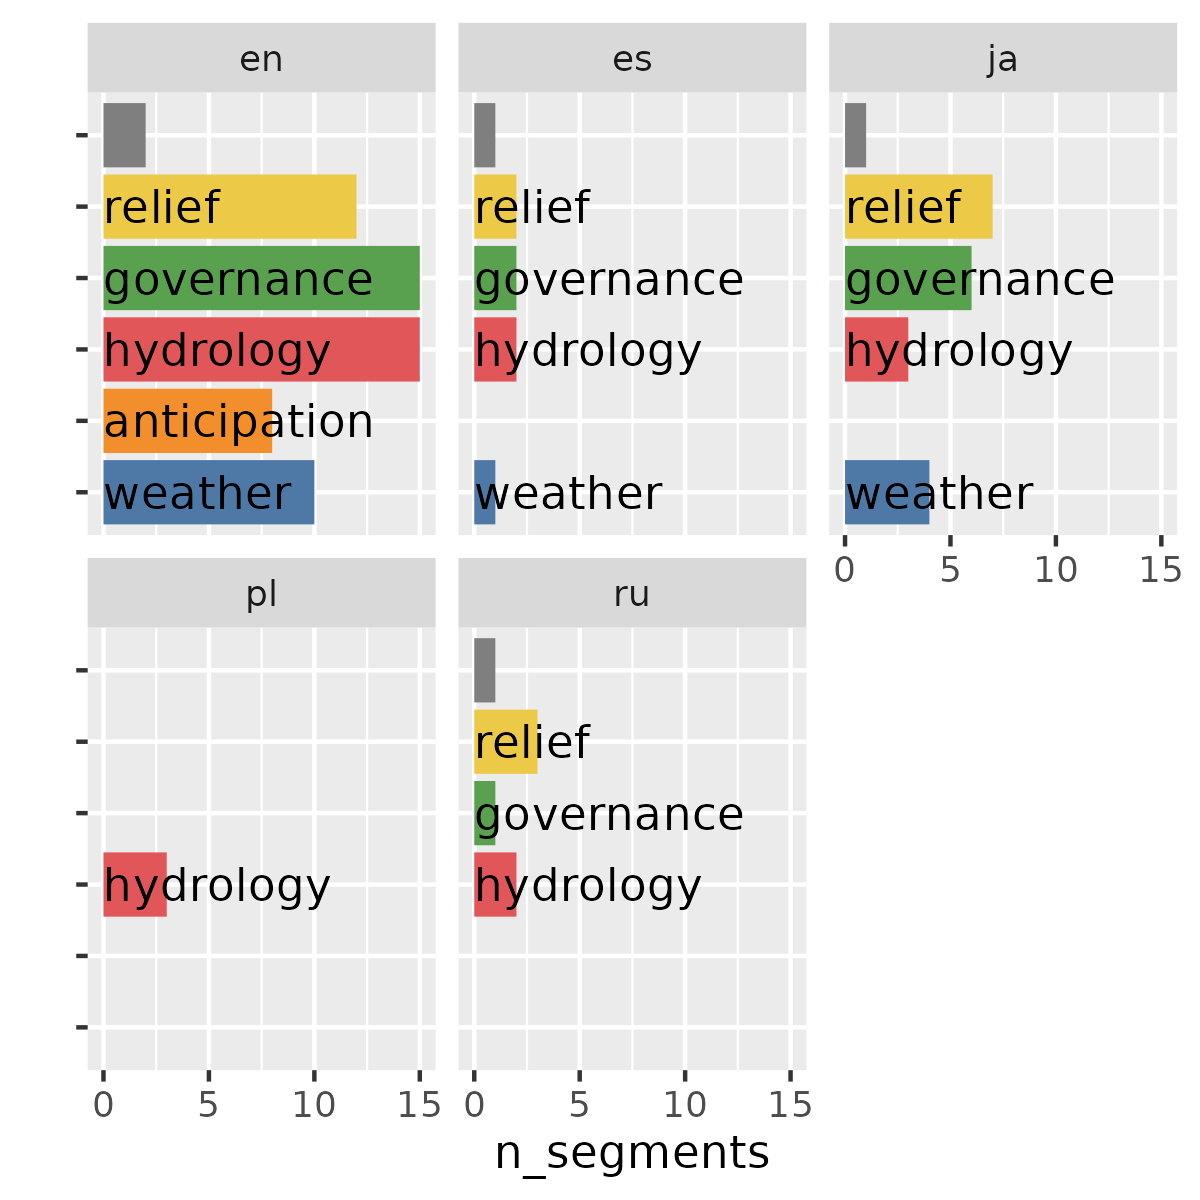 en
es
ja
relief
governance
hydrology
anticipation
weather
relief
governance
hydrology
weather
relief
governance
hydrology
weather
0 5 10 15
pl
ru
hydrology
relief
governance
hydrology
0 5 10 15
0 5 10 15
n_segments